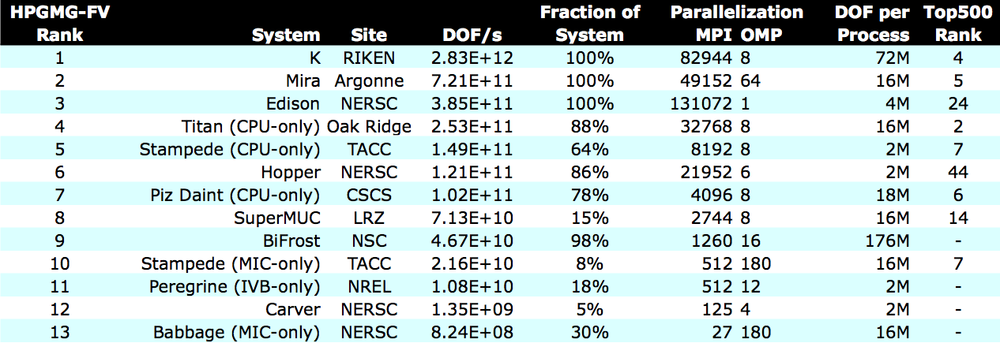 HPGMG-FV Fraction of Parallelization DOF per Top500
Rank System Site DOF/s System MPI OMP Process Rank
1 K RIKEN 2.83E+12 100% 82944 8 72M 4
2 Mira Argonne 7.21E+11 100% 49152 64 16M 5
3 Edison NERSC 3.85E+11 100% 131072 1 4M 24
4 Titan (CPU-only) Oak Ridge 2.53E+11 88% 32768 8 16M 2
5 Stampede (CPU-only) TACC 1.49E+11 64% 8192 8 2M 7
6 Hopper NERSC 1.21E+11 86% 21952 6 2M 44
7 Piz Daint (CPU-only) CSCS 1.02E+11 78% 4096 8 18M 6
8 SuperMUC LRZ 7.13E+10 15% 2744 8 16M 14
9 BiFrost NSC 4.67E+10 98% 1260 16 176M -
10 Stampede (MIC-only) TACC 2.16E+10 8% 512 180 16M 7
11 Peregrine (IVB-only) NREL 1.08E+10 18% 512 12 2M -
12 Carver NERSC 1.35E+09 5% 125 4 2M -
13 Babbage (MIC-only) NERSC 8.24E+08 30% 27 180 16M -